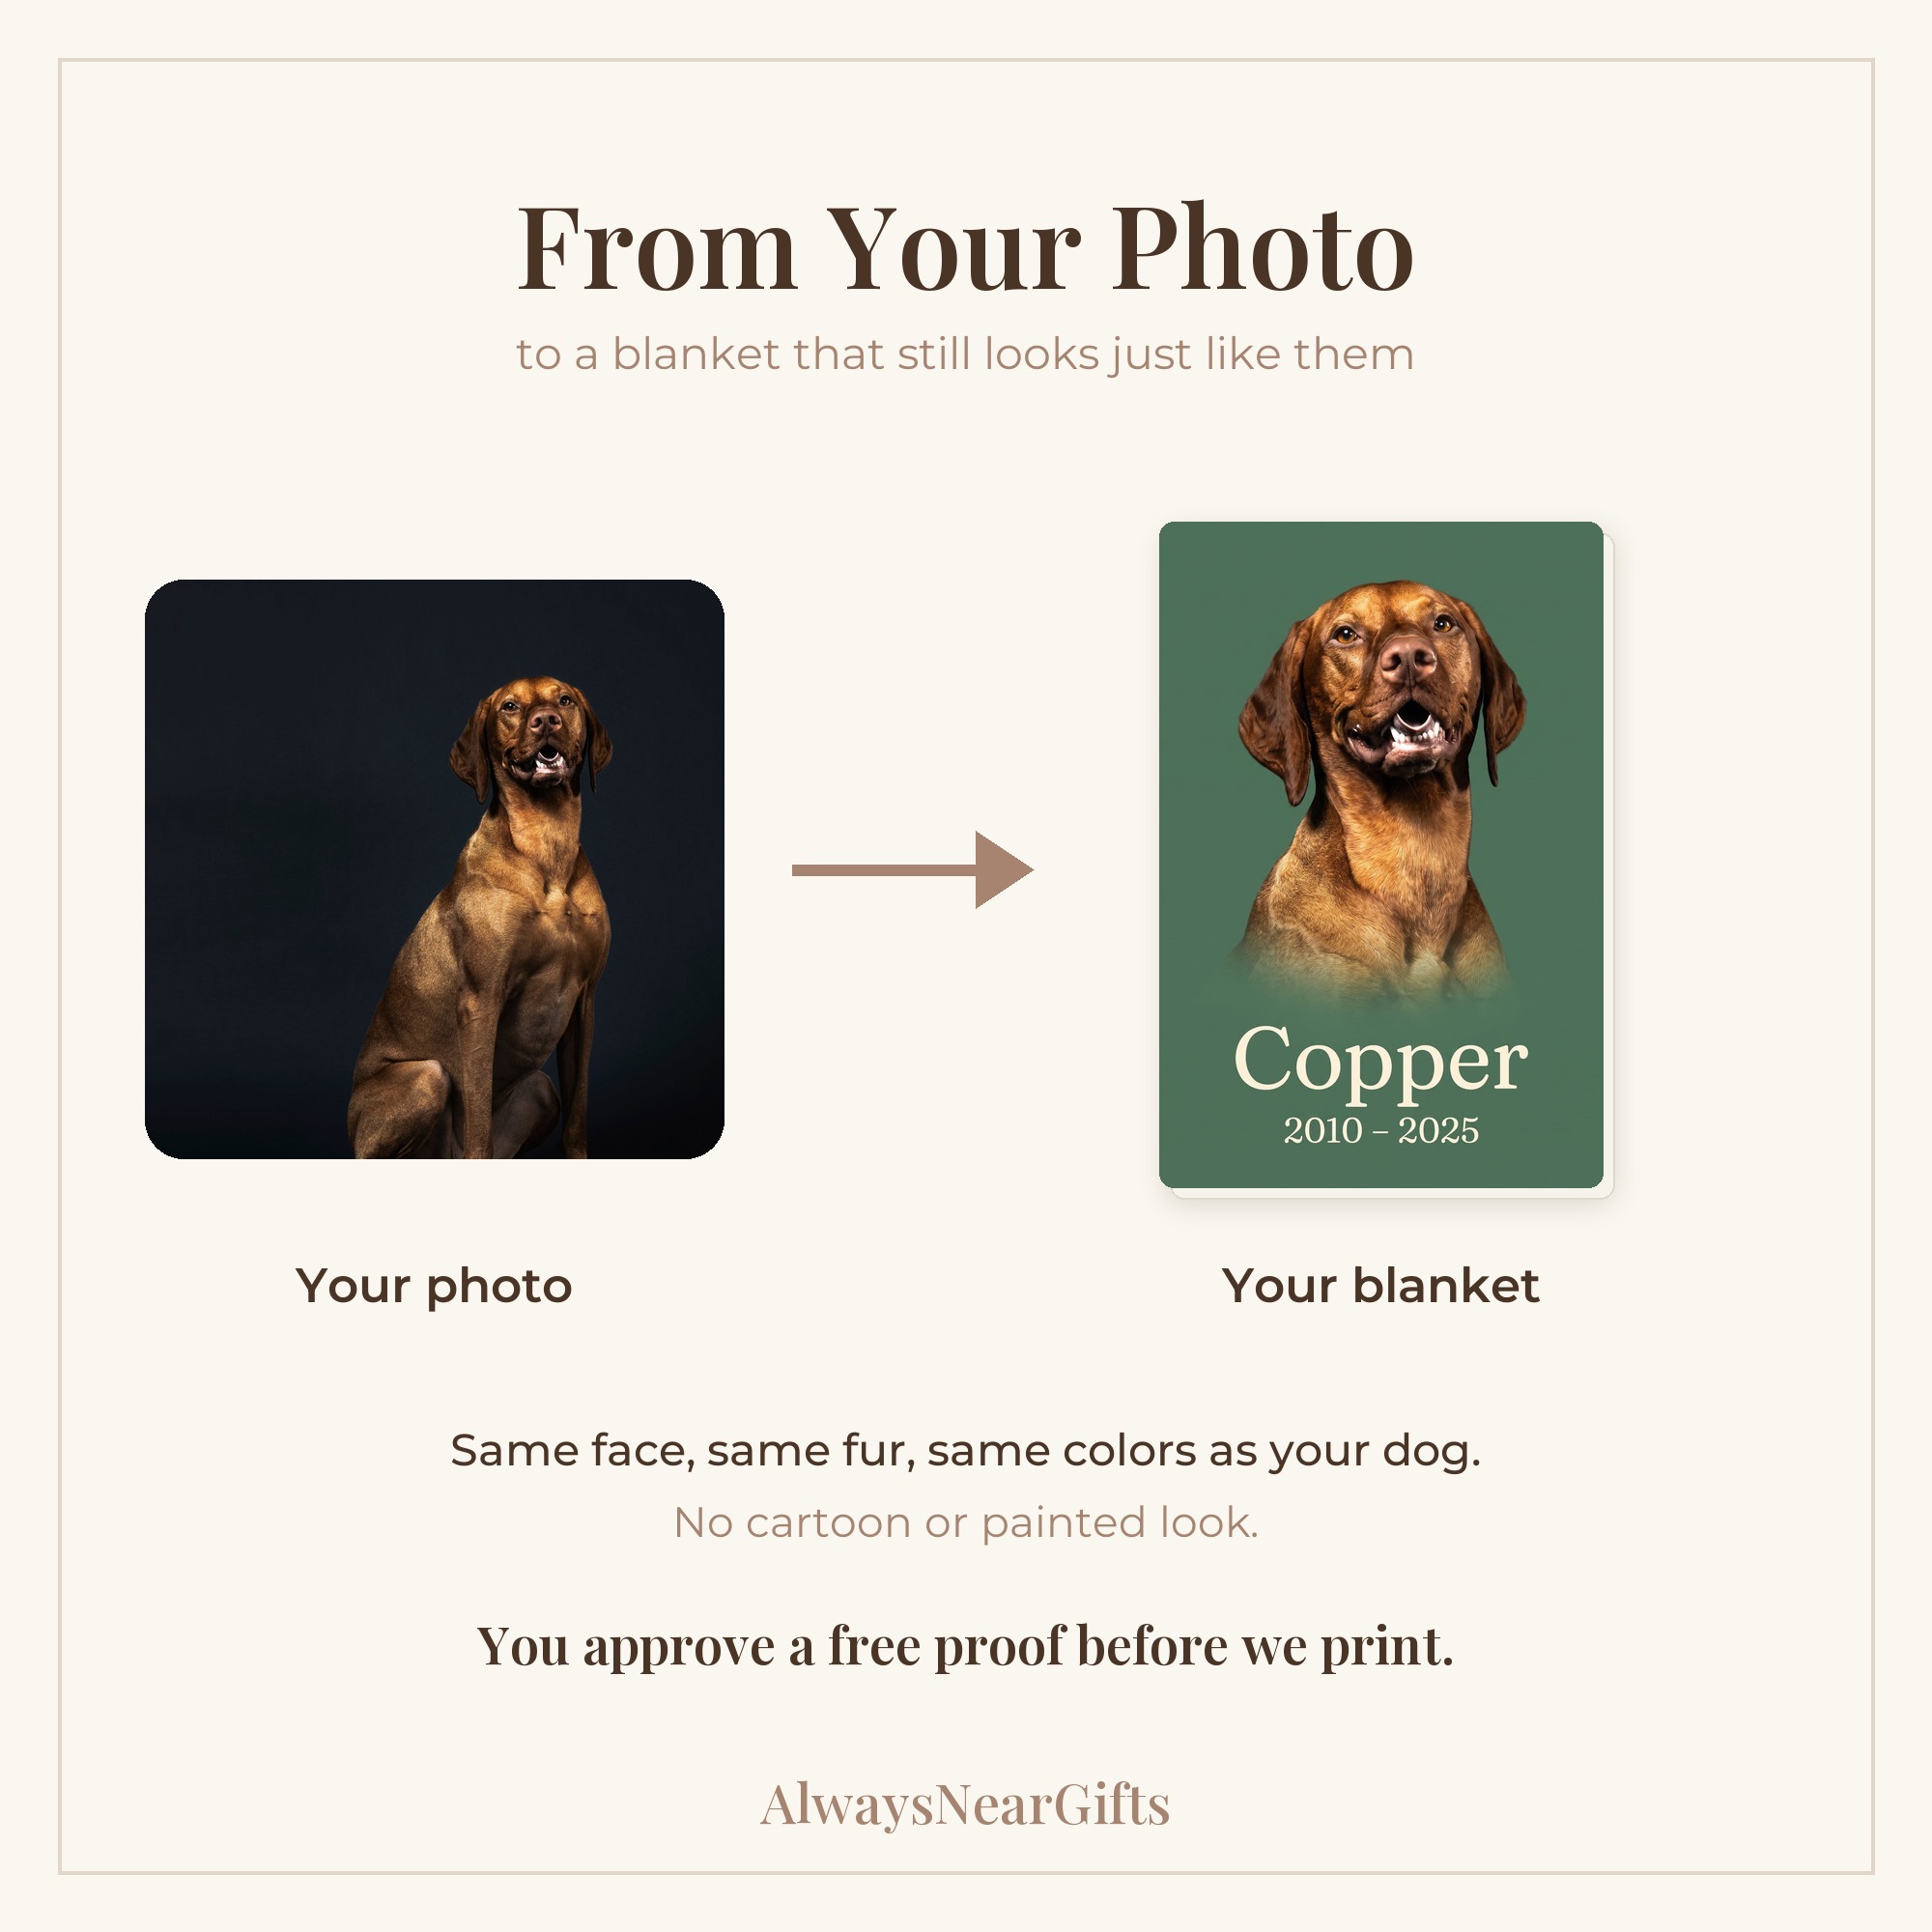 From Your Photo
to a blanket that still looks just like them
Copper
2010 – 2025
Your photo
Your blanket
Same face, same fur, same colors as your dog.
No cartoon or painted look.
You approve a free proof before we print.
AlwaysNearGifts